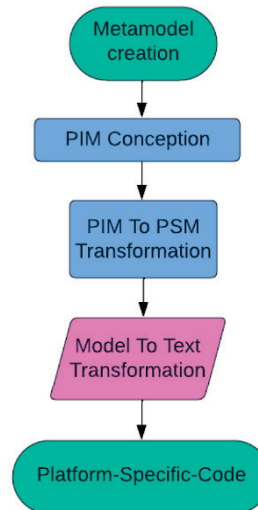 Metamodel
creation
PIM Conception
PIM To PSM
Transformation
Model To Text
Transformation
Platform-Specific-Code